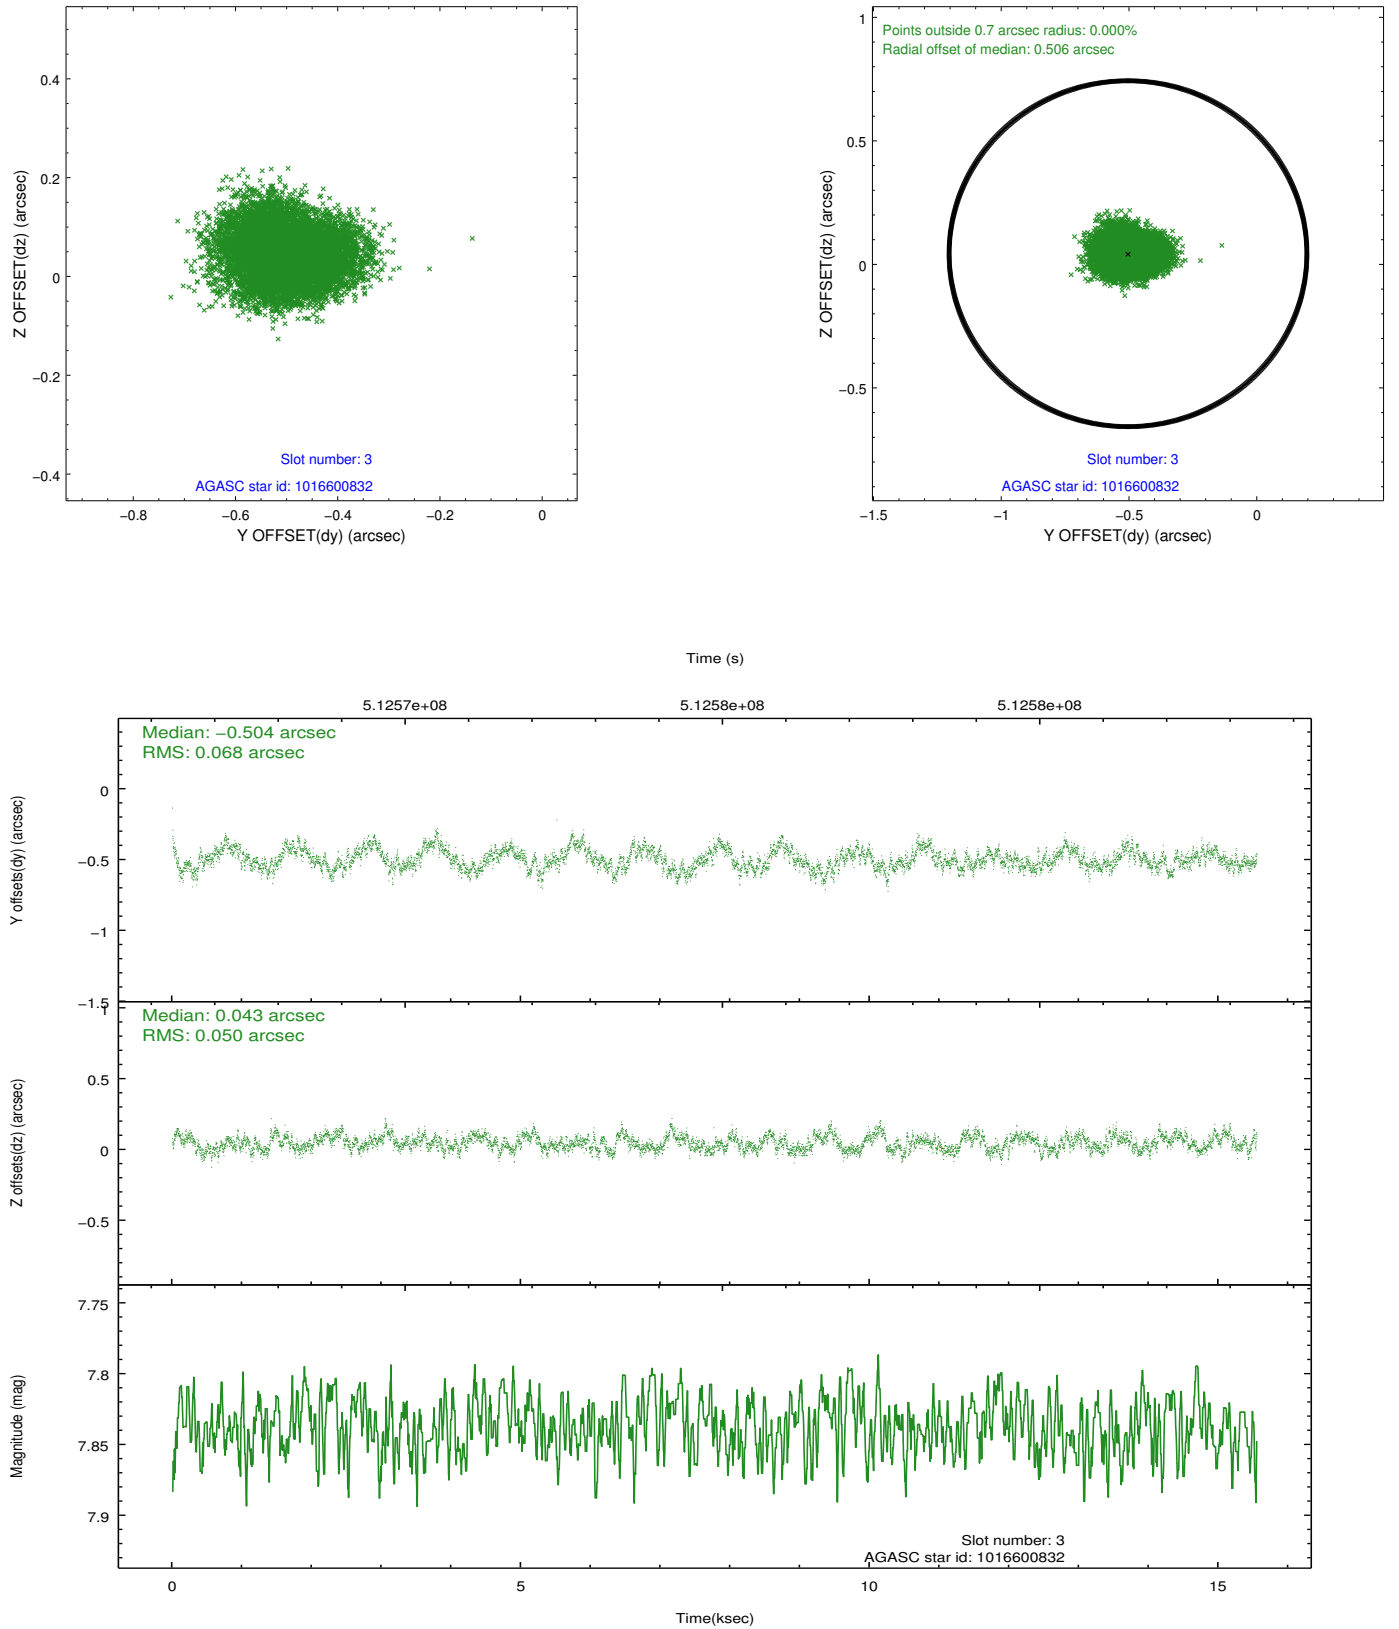 0.4
0.2
0
−0.2
−0.4
Z OFFSET(dz) (arcsec)
Slot number: 3
AGASC star id: 1016600832
−0.8
−0.6
−0.4
−0.2
0
Y OFFSET(dy) (arcsec)
Points outside 0.7 arcsec radius: 0.000%
Radial offset of median: 0.506 arcsec
1
0.5
0
−0.5
Z OFFSET(dz) (arcsec)
Slot number: 3
AGASC star id: 1016600832
−1.5
−1
−0.5
0
Y OFFSET(dy) (arcsec)
Time (s)
5.1257e+08
5.1258e+08
5.1258e+08
Median: −0.504 arcsec
RMS: 0.068 arcsec
0
−0.5
−1
−1.5
Y offsets(dy) (arcsec)
Median: 0.043 arcsec
RMS: 0.050 arcsec
1
0.5
0
−0.5
Z offsets(dz) (arcsec)
7.75
7.8
7.85
7.9
Magnitude (mag)
Slot number: 3
AGASC star id: 1016600832
0
5
10
15
Time(ksec)